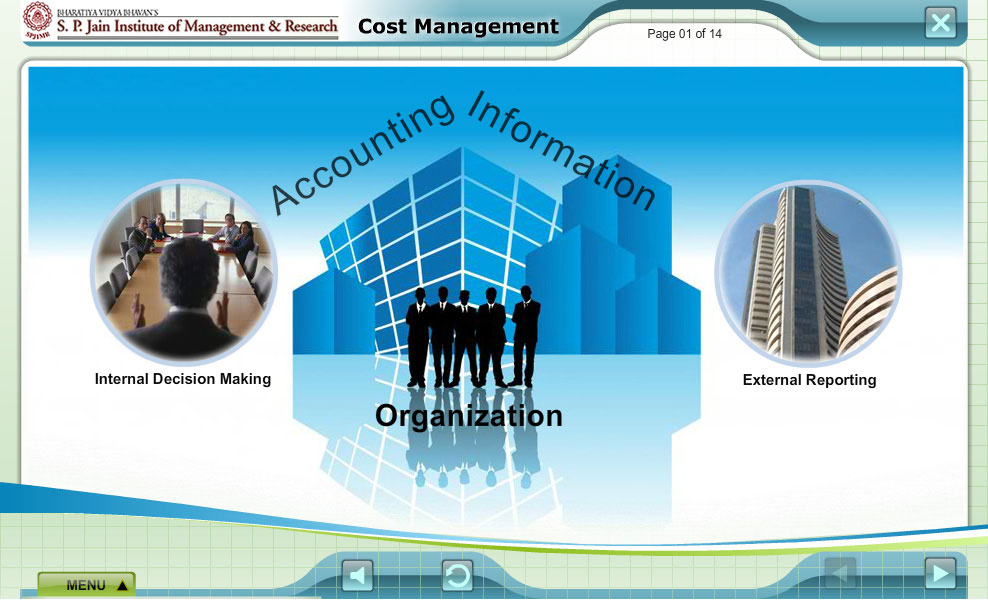 BHARATIYA VIDYA BHAVAN'S
S. P. Jain Institute of Management & Research
SPJIMR
Cost Management
Page 01 of 14
Accounting Information
Internal Decision Making
External Reporting
Organization
MENU